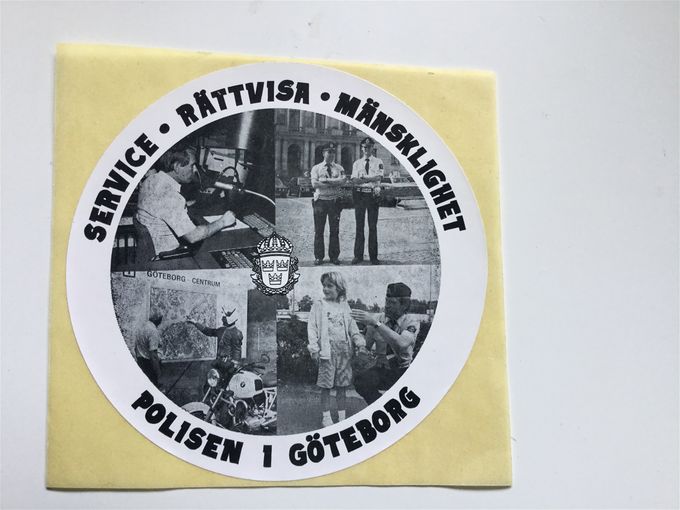 SERVICE • RÄTTVISA • MÄNSKLIGHET
GÖTEBORG - CENTRUM
POLISEN I GÖTEBORG